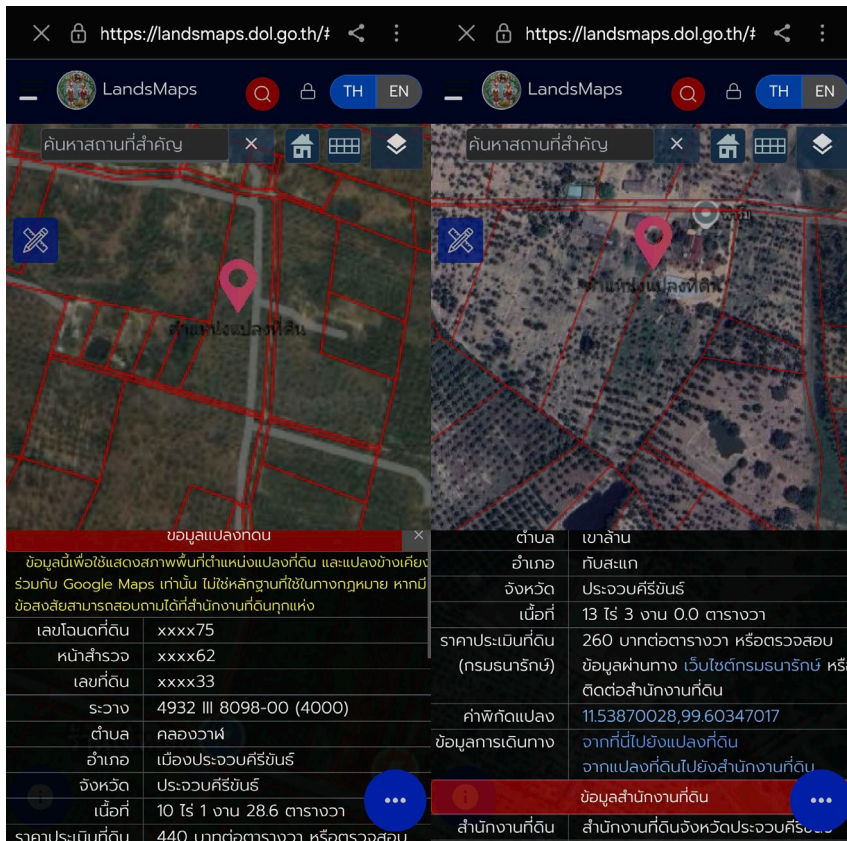 https://landsmaps.dol.go.th/#
LandsMaps
TH EN
ค้นหาสถานที่สำคัญ
ตำแหน่งแปลงที่ดิน
ข้อมูลแปลงที่ดิน
ข้อมูลนี้เพื่อใช้แสดงสภาพพื้นที่ตำแหน่งแปลงที่ดิน และแปลงข้างเคียง
ร่วมกับ Google Maps เท่านั้น ไม่ใช่หลักฐานที่ใช้ในทางกฎหมาย หากมี
ข้อสงสัยสามารถสอบถามได้ที่สำนักงานที่ดินทุกแห่ง
เลขโฉนดที่ดิน xxxx75
หน้าสำรวจ xxxx62
เลขที่ดิน xxxx33
ระวาง 4932 III 8098-00 (4000)
ตำบล คลองวาฬ
อำเภอ เมืองประจวบคีรีขันธ์
จังหวัด ประจวบคีรีขันธ์
เนื้อที่ 10 ไร่ 1 งาน 28.6 ตารางวา
ราคาประเมินที่ดิน 440 บาทต่อตารางวา หรือตรวจสอบ
https://landsmaps.dol.go.th/#
LandsMaps
TH EN
ค้นหาสถานที่สำคัญ
ตำแหน่งแปลงที่ดิน
ตำบล เขาล้าน
อำเภอ ทับสะแก
จังหวัด ประจวบคีรีขันธ์
เนื้อที่ 13 ไร่ 3 งาน 0.0 ตารางวา
ราคาประเมินที่ดิน 260 บาทต่อตารางวา หรือตรวจสอบ
(กรมธนารักษ์) ข้อมูลผ่านทาง เว็บไซต์กรมธนารักษ์ หรือ
ติดต่อสำนักงานที่ดิน
ค่าพิกัดแปลง 11.53870028,99.60347017
ข้อมูลการเดินทาง จากที่นี่ไปยังแปลงที่ดิน
จากแปลงที่ดินไปยังสำนักงานที่ดิน
ข้อมูลสำนักงานที่ดิน
สำนักงานที่ดิน สำนักงานที่ดินจังหวัดประจวบคีรี